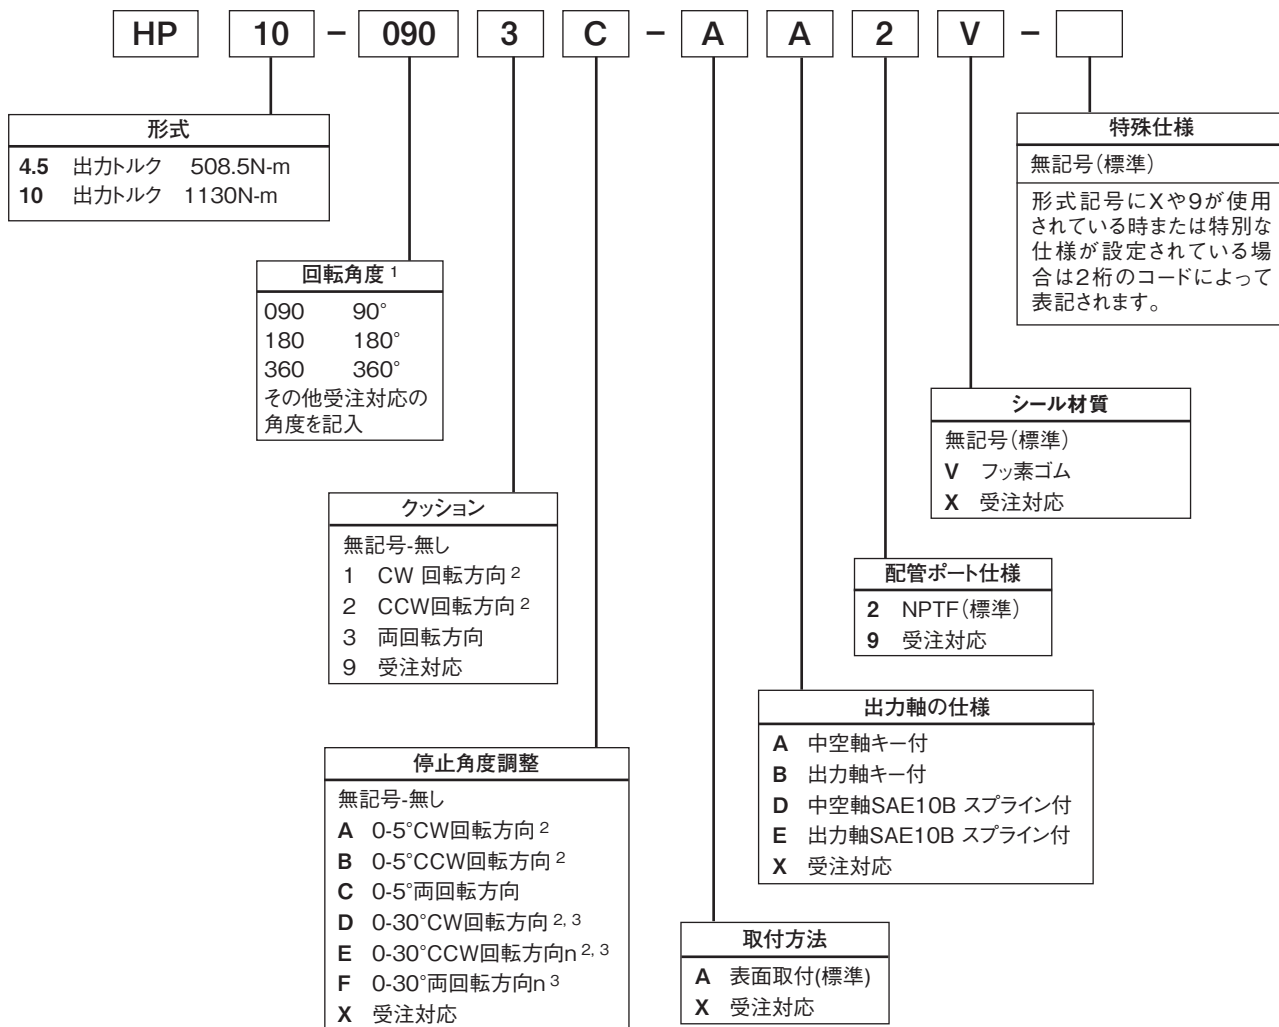 HP 10 - 090 3 C - A A 2 V -
形式
4.5 出力トルク 508.5N-m
10 出力トルク 1130N-m
特殊仕様
無記号(標準)
形式記号にXや9が使用
されている時または特別な
仕様が設定されている場
合は2桁のコードによって
表記されます。
回転角度 1
090 90°
180 180°
360 360°
その他受注対応の
角度を記入
シール材質
無記号(標準)
V フッ素ゴム
X 受注対応
クッション
無記号-無し
1 CW 回転方向 2
2 CCW回転方向 2
3 両回転方向
9 受注対応
配管ポート仕様
2 NPTF(標準)
9 受注対応
出力軸の仕様
A 中空軸キー付
B 出力軸キー付
D 中空軸SAE10B スプライン付
E 出力軸SAE10B スプライン付
X 受注対応
停止角度調整
無記号-無し
A 0-5°CW回転方向 2
B 0-5°CCW回転方向 2
C 0-5°両回転方向
D 0-30°CW回転方向 2, 3
E 0-30°CCW回転方向n 2, 3
F 0-30°両回転方向n 3
X 受注対応
取付方法
A 表面取付(標準)
X 受注対応